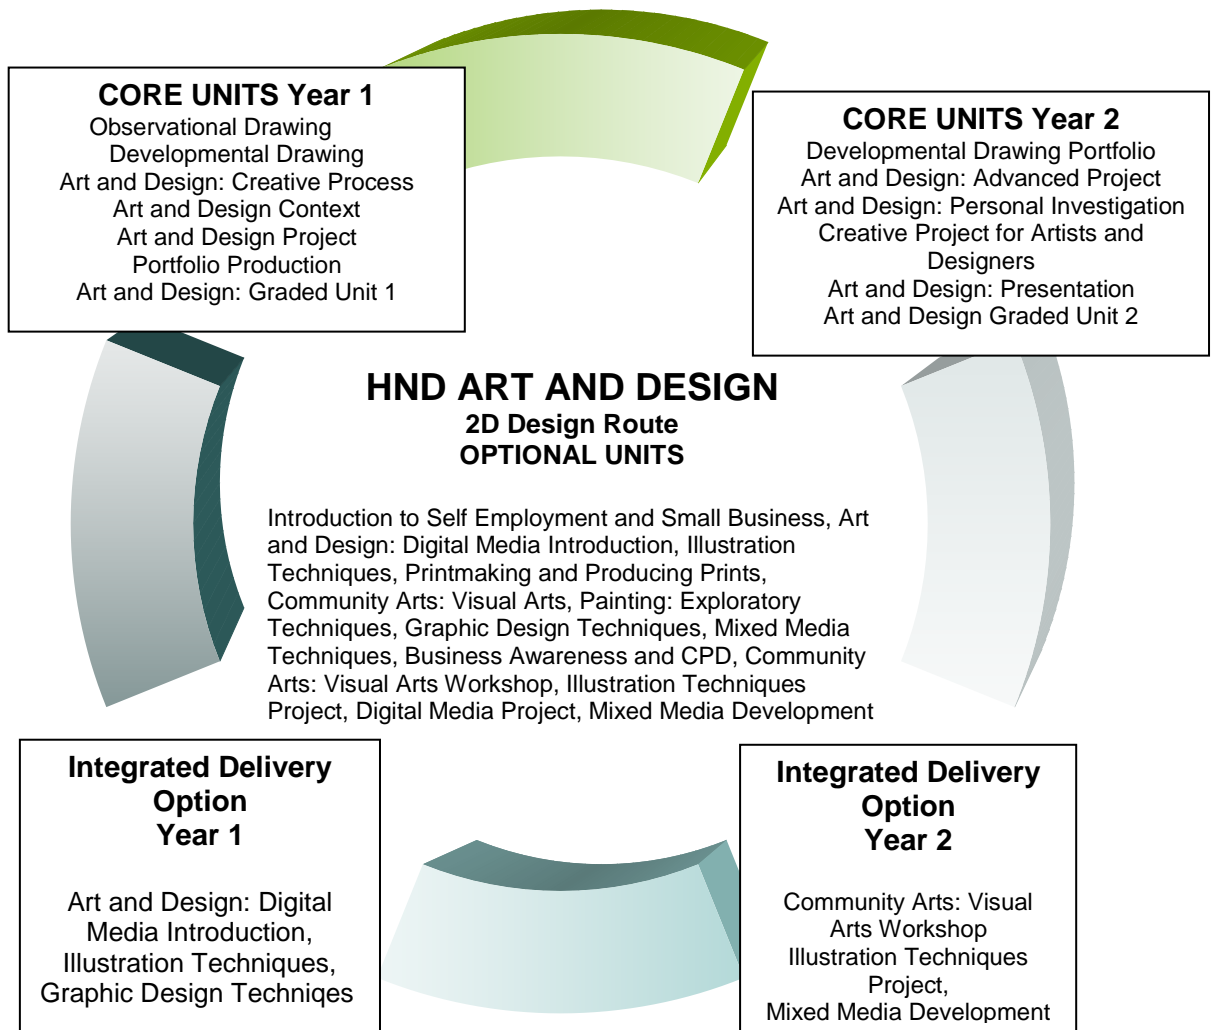 CORE UNITS Year 1
Observational Drawing
Developmental Drawing
Art and Design: Creative Process
Art and Design Context
Art and Design Project
Portfolio Production
Art and Design: Graded Unit 1
CORE UNITS Year 2
Developmental Drawing Portfolio
Art and Design: Advanced Project
Art and Design: Personal Investigation
Creative Project for Artists and
Designers
Art and Design: Presentation
Art and Design Graded Unit 2
HND ART AND DESIGN
2D Design Route
OPTIONAL UNITS
Introduction to Self Employment and Small Business, Art
and Design: Digital Media Introduction, Illustration
Techniques, Printmaking and Producing Prints,
Community Arts: Visual Arts, Painting: Exploratory
Techniques, Graphic Design Techniques, Mixed Media
Techniques, Business Awareness and CPD, Community
Arts: Visual Arts Workshop, Illustration Techniques
Project, Digital Media Project, Mixed Media Development
Integrated Delivery
Option
Year 1
Art and Design: Digital
Media Introduction,
Illustration Techniques,
Graphic Design Techniqes
Integrated Delivery
Option
Year 2
Community Arts: Visual
Arts Workshop
Illustration Techniques
Project,
Mixed Media Development